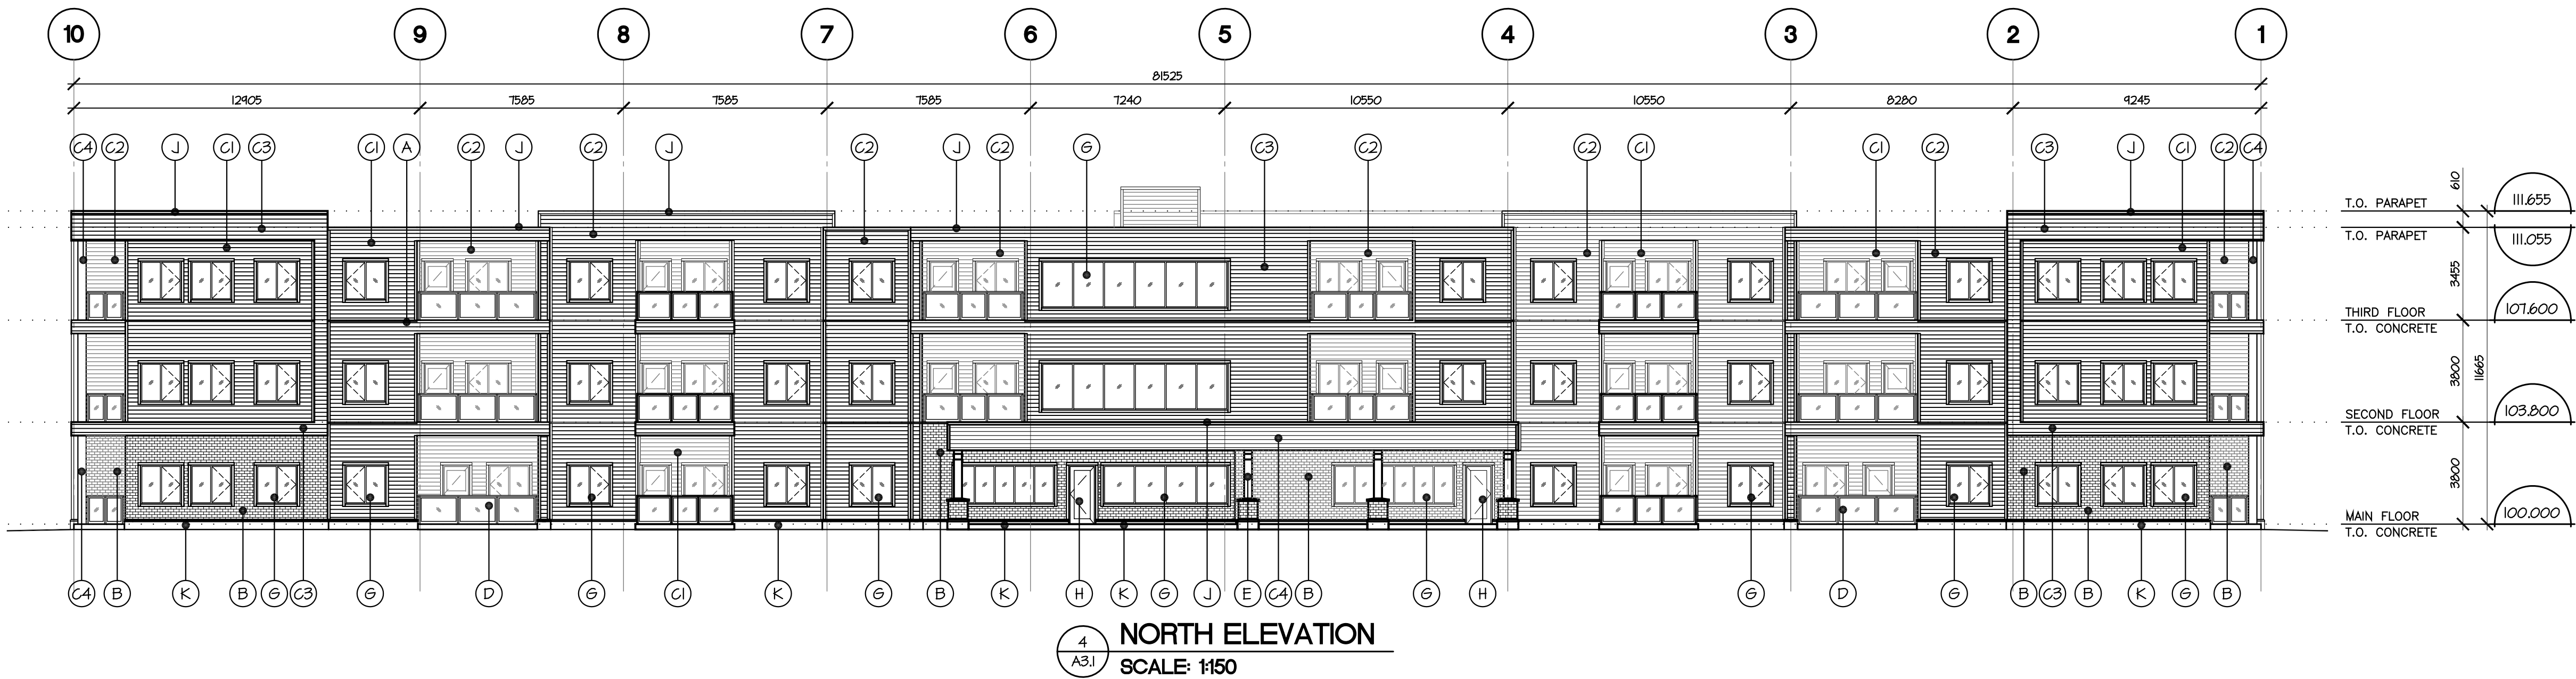 10 9 8 7 6 5 4 3 2 1
81525
12905 7585 7585 7585 7240 10550 10550 8280 9245
C4 C2 J C1 C3 C1 A C2 J C2 J C2 J C2 G C3 C2 C2 C1 C1 C2 C3 J C1 C2 C4
610
T.O. PARAPET 111.655
T.O. PARAPET 111.055
3455
THIRD FLOOR 107.600
T.O. CONCRETE
3800 11665
SECOND FLOOR 103.800
T.O. CONCRETE
3800
MAIN FLOOR 100.000
T.O. CONCRETE
C4 B K B G C3 G D G C1 K G B K H K G J E C4 B G H G D G B C3 B K G B
4 NORTH ELEVATION
A3.1 SCALE: 1:150